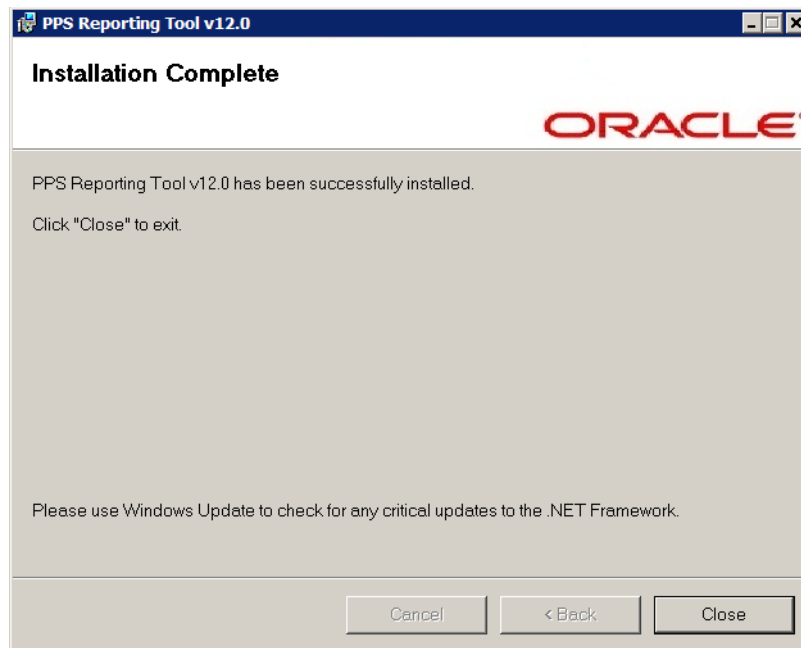 PPS Reporting Tool v12.0
Installation Complete
ORACLE
PPS Reporting Tool v12.0 has been successfully installed.
Click "Close" to exit.
Please use Windows Update to check for any critical updates to the .NET Framework.
Cancel
< Back
Close